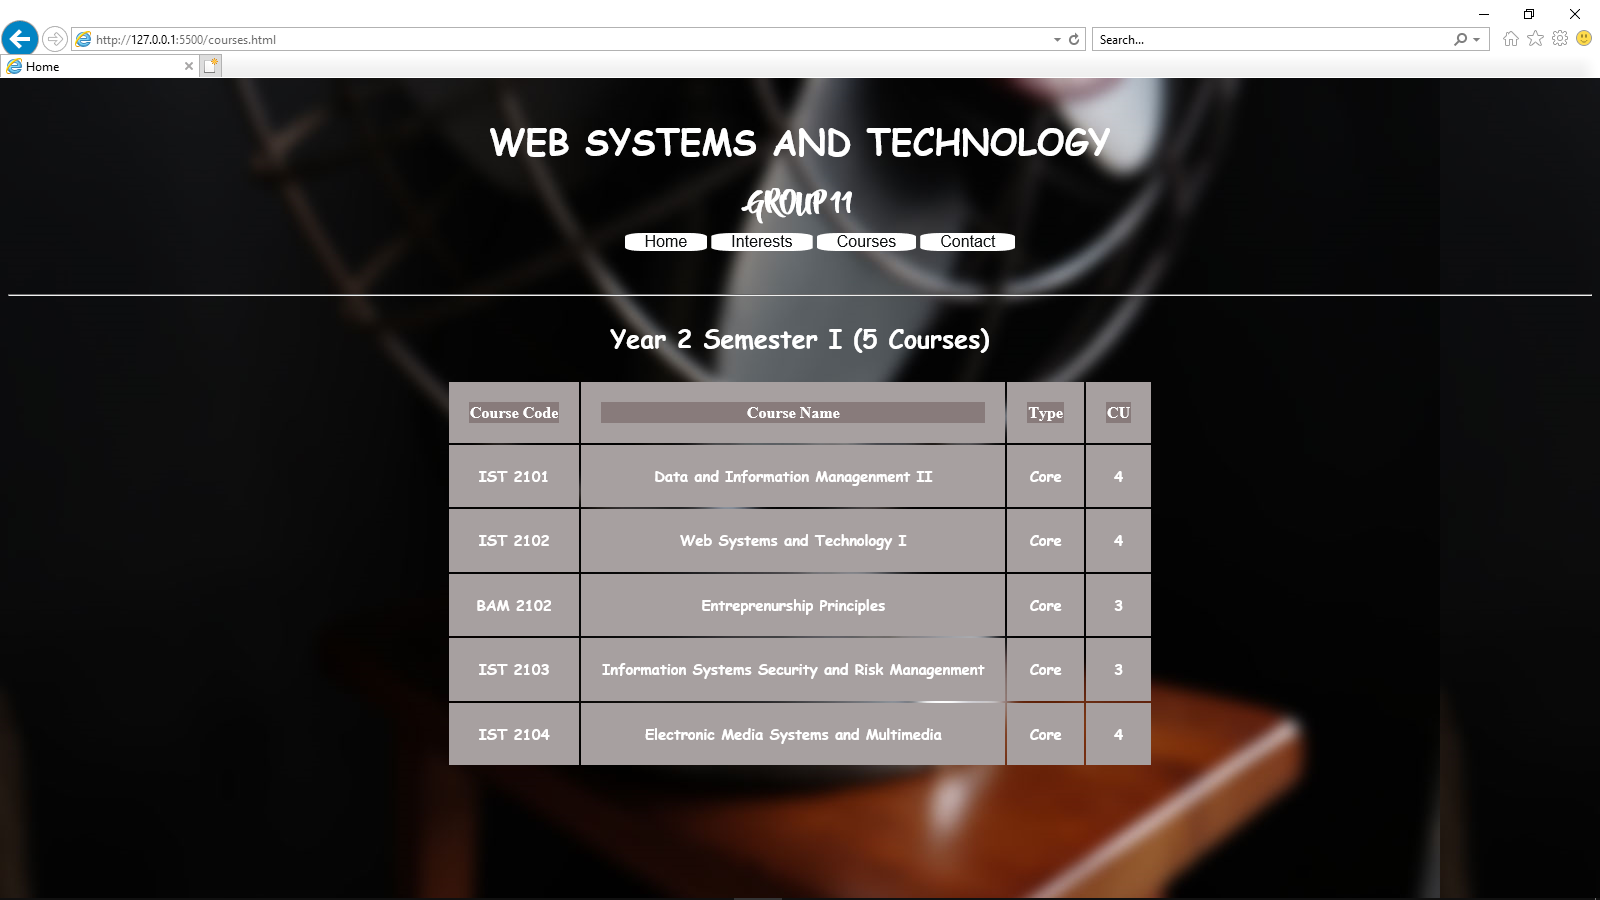 http://127.0.0.1:5500/courses.html
Search...
Home
WEB SYSTEMS AND TECHNOLOGY
GROUP 11
Home Interests Courses Contact
Year 2 Semester I (5 Courses)
Course Code Course Name Type CU
IST 2101 Data and Information Managenment II Core 4
IST 2102 Web Systems and Technology I Core 4
BAM 2102 Entreprenurship Principles Core 3
IST 2103 Information Systems Security and Risk Managenment Core 3
IST 2104 Electronic Media Systems and Multimedia Core 4